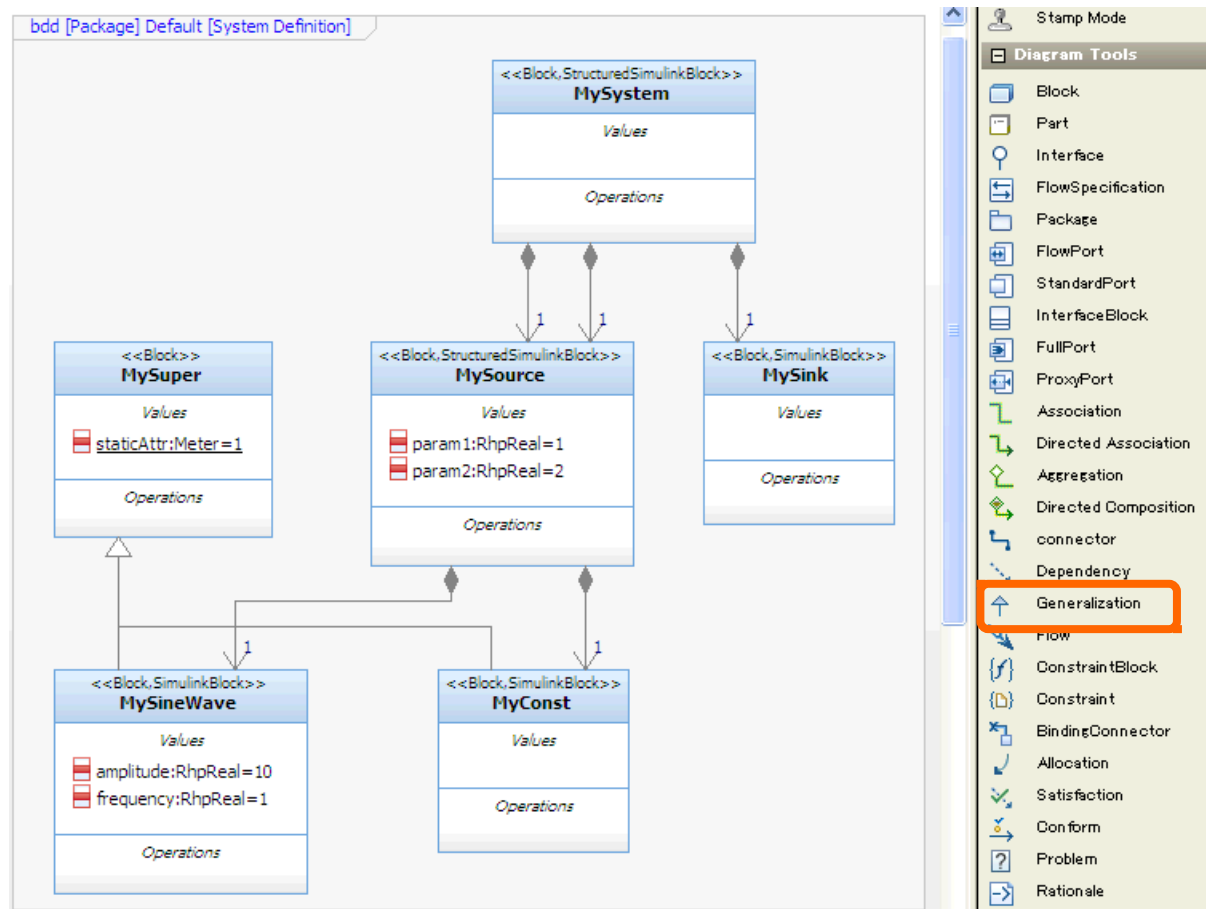 bdd [Package] Default [System Definition]
<<Block,StructuredSimulinkBlock>>
MySystem
Values
Operations
1
1
1
<<Block>>
MySuper
Values
staticAttr:Meter=1
Operations
<<Block,StructuredSimulinkBlock>>
MySource
Values
param1:RhpReal=1
param2:RhpReal=2
Operations
<<Block,SimulinkBlock>>
MySink
Values
Operations
1
1
<<Block,SimulinkBlock>>
MySineWave
Values
amplitude:RhpReal=10
frequency:RhpReal=1
Operations
<<Block,SimulinkBlock>>
MyConst
Values
Operations
Stamp Mode
Diagram Tools
Block
Part
Interface
FlowSpecification
Package
FlowPort
StandardPort
InterfaceBlock
FullPort
ProxyPort
Association
Directed Association
Aggregation
Directed Composition
connector
Dependency
Generalization
Flow
{f} ConstraintBlock
Constraint
BindingConnector
Allocation
Satisfaction
Conform
? Problem
Rationale